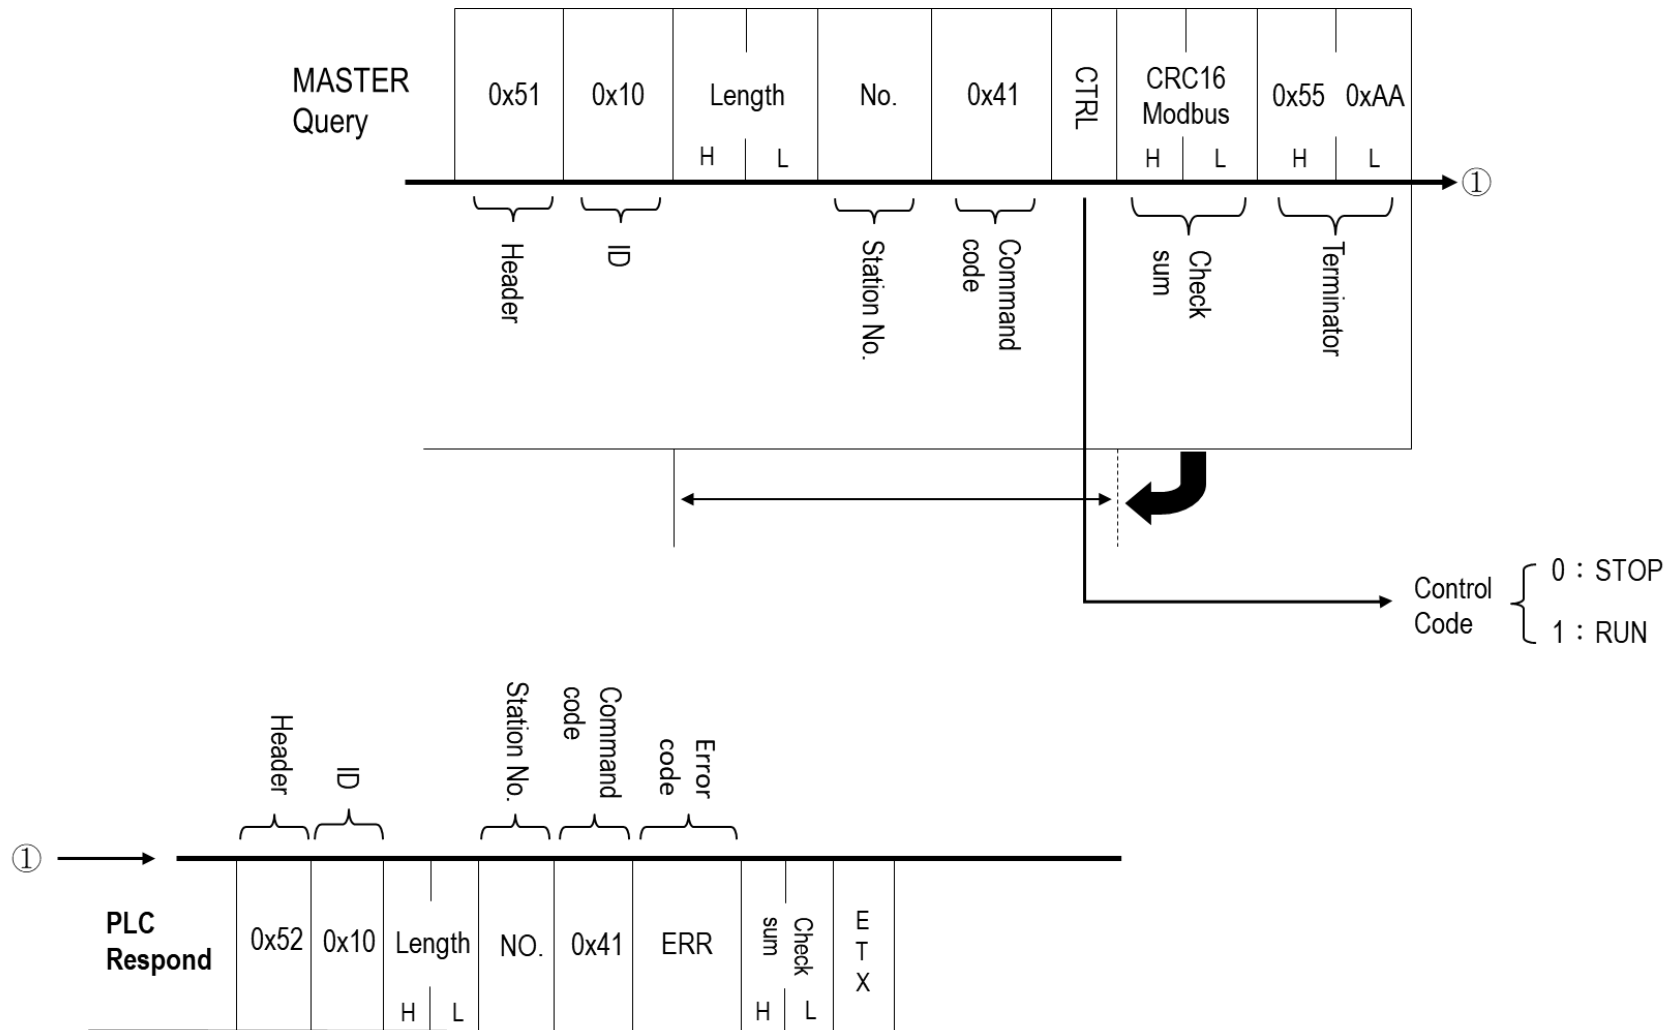 MASTER
Query
0x51
0x10
Length
H
L
No.
0x41
CTRL
CRC16
Modbus
H
L
0x55
0xAA
H
L
①
Header
ID
Station No.
Command
code
Check
sum
Terminator
Control
Code
0：STOP
1：RUN
Header
ID
Station No.
Command
code
Error
code
①
PLC
Respond
0x52
0x10
Length
H
L
NO.
0x41
ERR
Check
sum
H
L
ETX